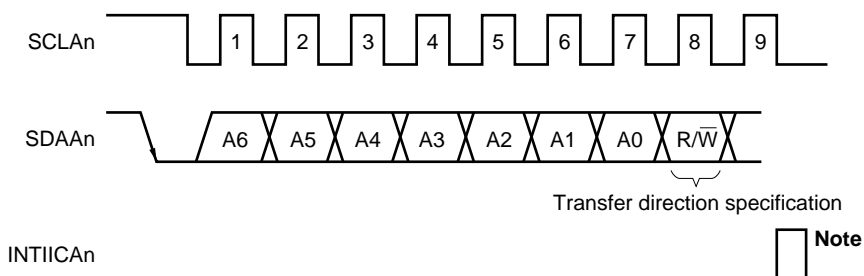 SCLAn 1 2 3 4 5 6 7 8 9
SDAAn A6 A5 A4 A3 A2 A1 A0 R/W̅
Transfer direction specification
INTIICAn Note